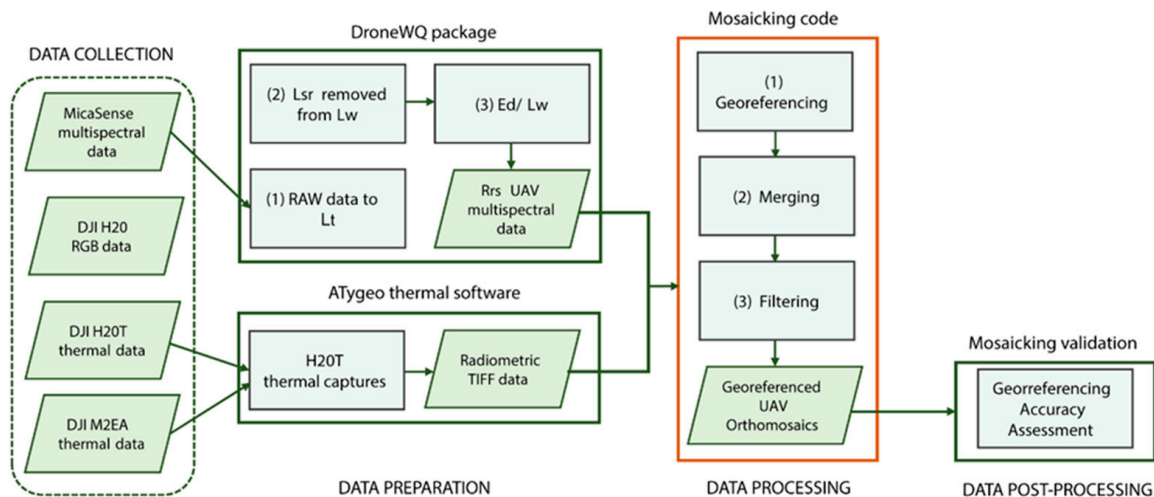 DATA COLLECTION
MicaSense
multispectral
data
DJI H20
RGB data
DJI H20T
thermal data
DJI M2EA
thermal data
DroneWQ package
(2) Lsr removed
from Lw
(3) Ed/ Lw
(1) RAW data to
Lt
Rrs UAV
multispectral
data
ATygeo thermal software
H20T
thermal captures
Radiometric
TIFF data
DATA PREPARATION
Mosaicking code
(1)
Georeferencing
(2) Merging
(3) Filtering
Georeferenced
UAV
Orthomosaics
DATA PROCESSING
Mosaicking validation
Georreferencing
Accuracy
Assessment
DATA POST-PROCESSING